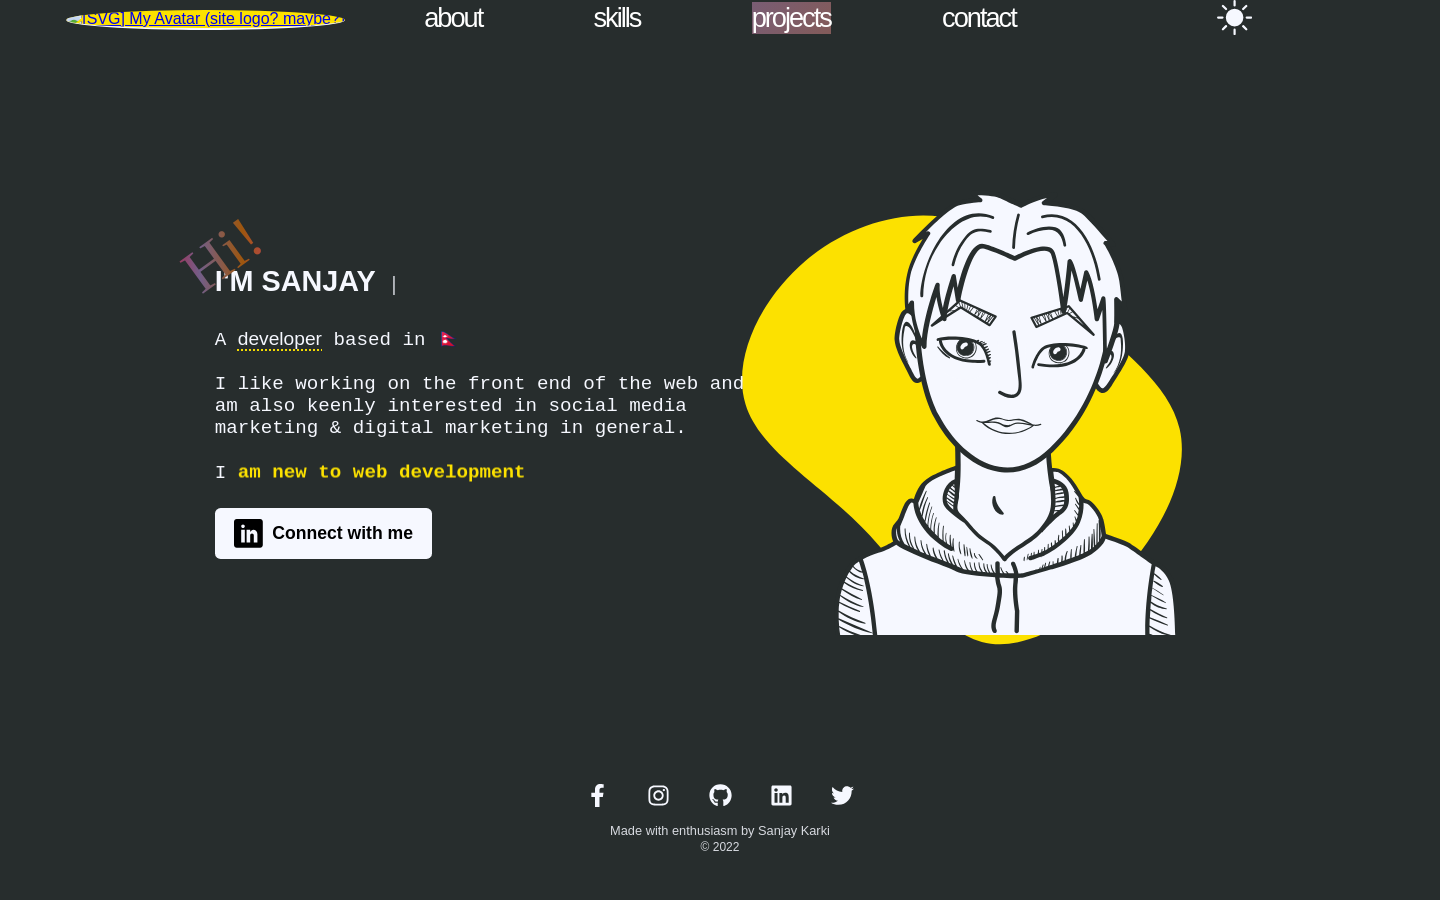 [SVG] My Avatar (site logo? maybe?)
about
skills
projects
contact
Hi!
I'M SANJAY |
A developer based in 🇳🇵
I like working on the front end of the web and
am also keenly interested in social media
marketing & digital marketing in general.
I am new to web development
Connect with me
Made with enthusiasm by Sanjay Karki
© 2022